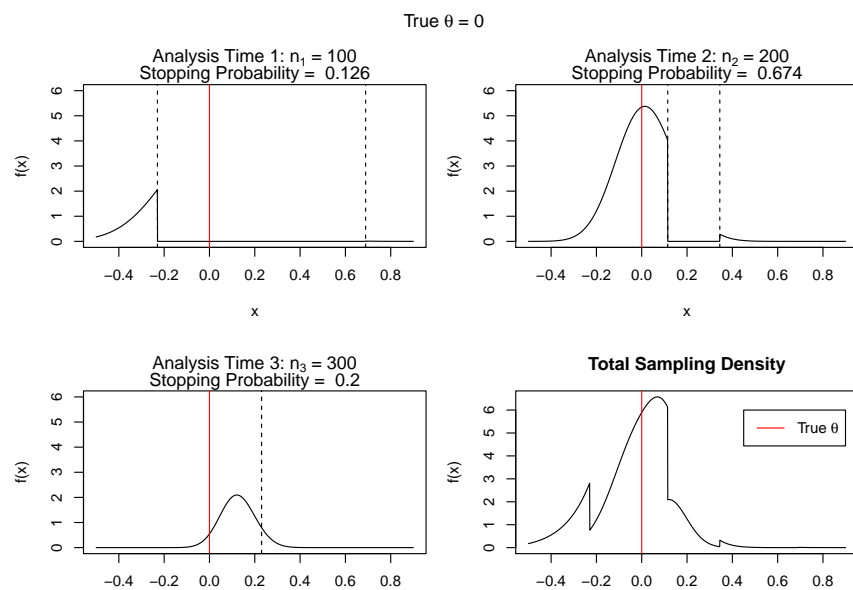 True θ = 0
Analysis Time 1: n₁ = 100
Stopping Probability = 0.126
f(x)
6
5
4
3
2
1
0
−0.4 −0.2 0.0 0.2 0.4 0.6 0.8
x
Analysis Time 2: n₂ = 200
Stopping Probability = 0.674
f(x)
6
5
4
3
2
1
0
−0.4 −0.2 0.0 0.2 0.4 0.6 0.8
x
Analysis Time 3: n₃ = 300
Stopping Probability = 0.2
f(x)
6
5
4
3
2
1
0
−0.4 −0.2 0.0 0.2 0.4 0.6 0.8
Total Sampling Density
f(x)
6
5
4
3
2
1
0
True θ
−0.4 −0.2 0.0 0.2 0.4 0.6 0.8